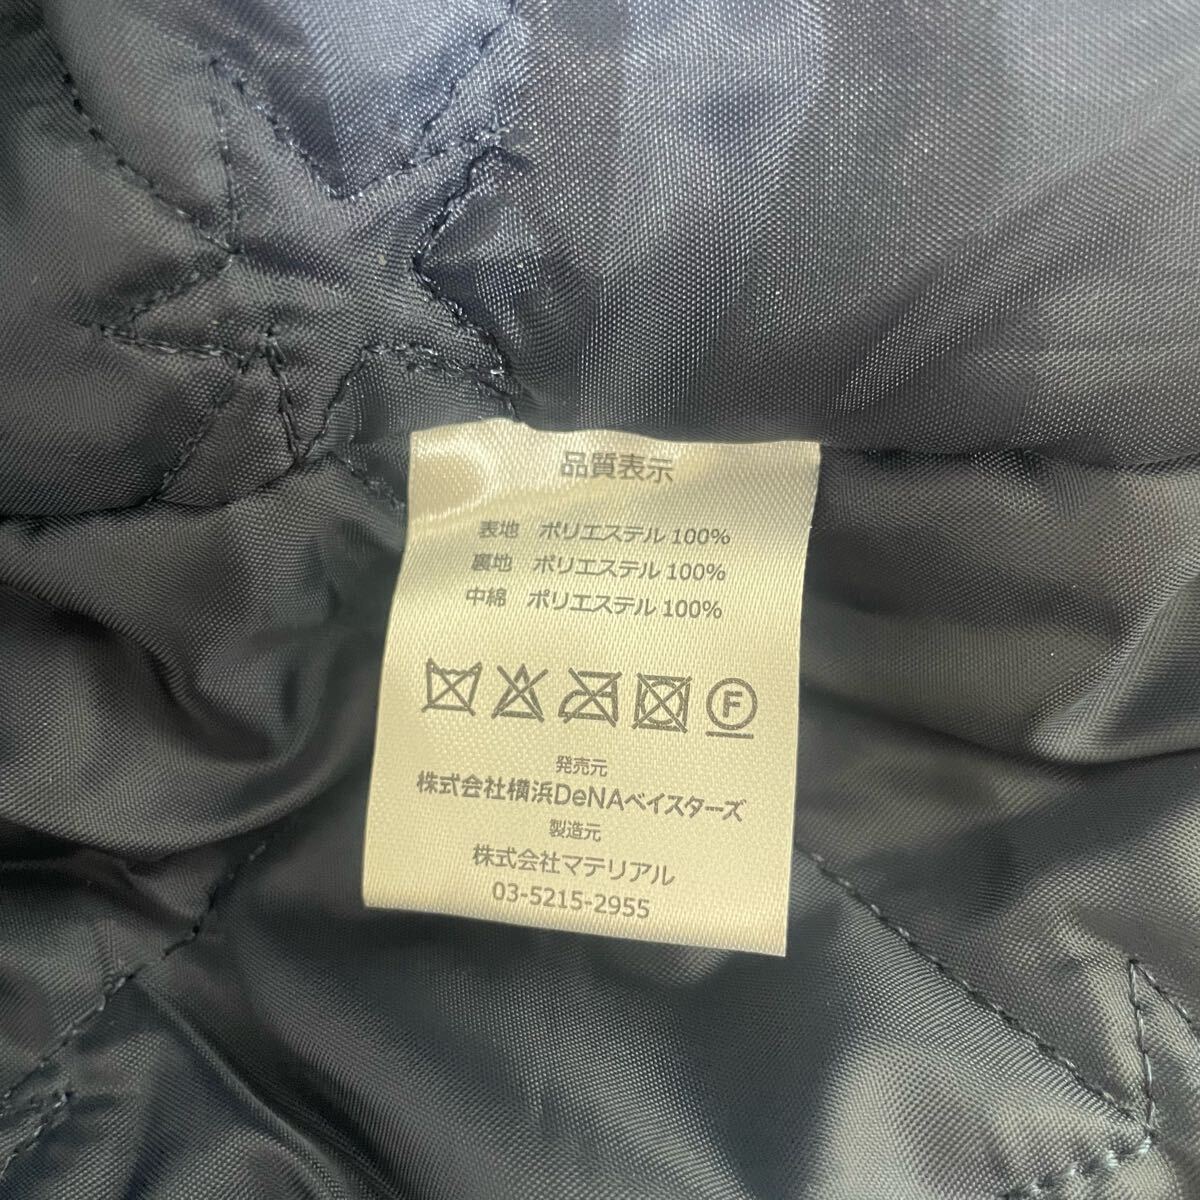 品質表示
表地 ポリエステル 100%
裏地 ポリエステル 100%
中綿 ポリエステル 100%
F
発売元
株式会社横浜DeNAベイスターズ
製造元
株式会社マテリアル
03-5215-2955